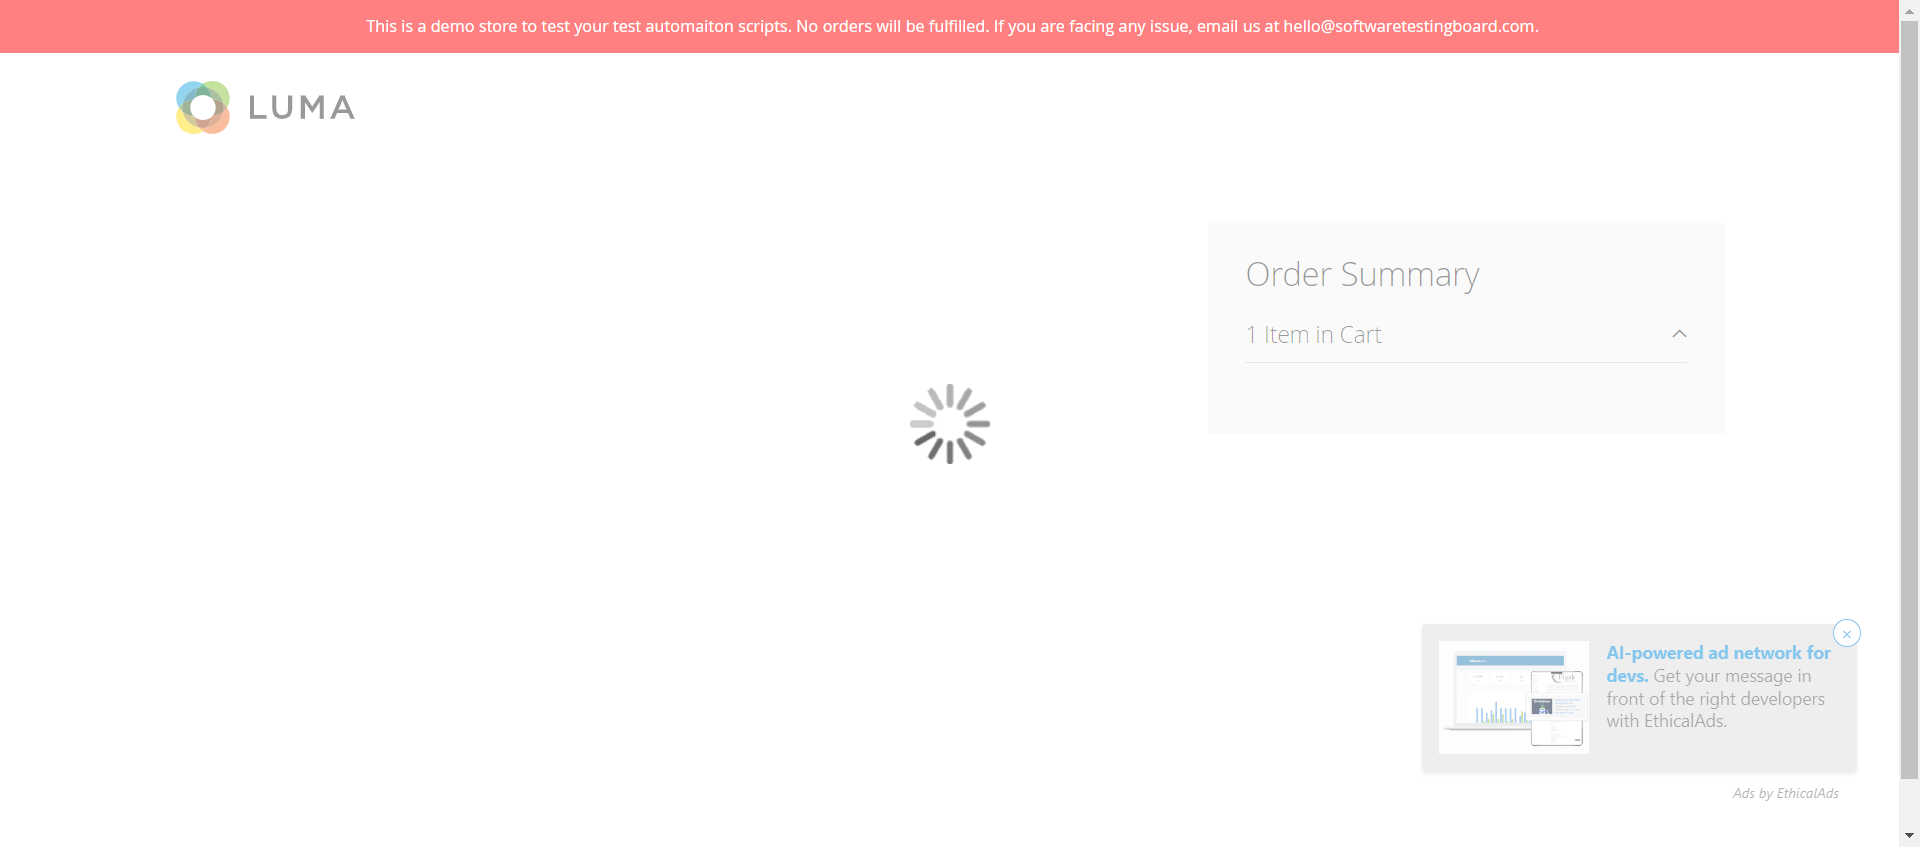 This is a demo store to test your test automaiton scripts. No orders will be fulfilled. If you are facing any issue, email us at hello@softwaretestingboard.com.
LUMA
Order Summary
1 Item in Cart
AI-powered ad network for
devs. Get your message in
front of the right developers
with EthicalAds.
Ads by EthicalAds